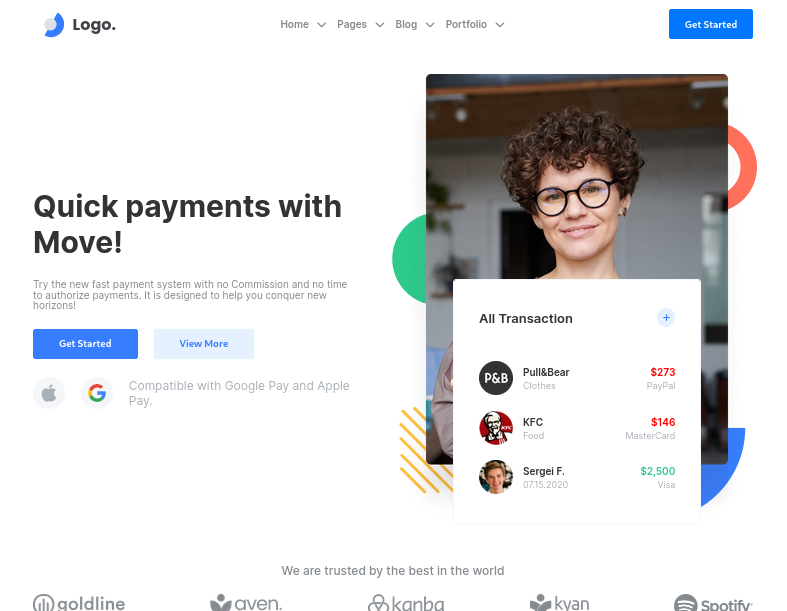 Logo.
Home Pages Blog Portfolio
Get Started
Quick payments with
Move!
Try the new fast payment system with no Commission and no time
to authorize payments. It is designed to help you conquer new
horizons!
Get Started
View More
Compatible with Google Pay and Apple
Pay.
All Transaction
+
P&B
Pull&Bear
$273
Clothes
PayPal
KFC
KFC
$146
Food
MasterCard
Sergei F.
$2,500
07.15.2020
Visa
We are trusted by the best in the world
goldline
aven.
kanba
kyan
Spotify